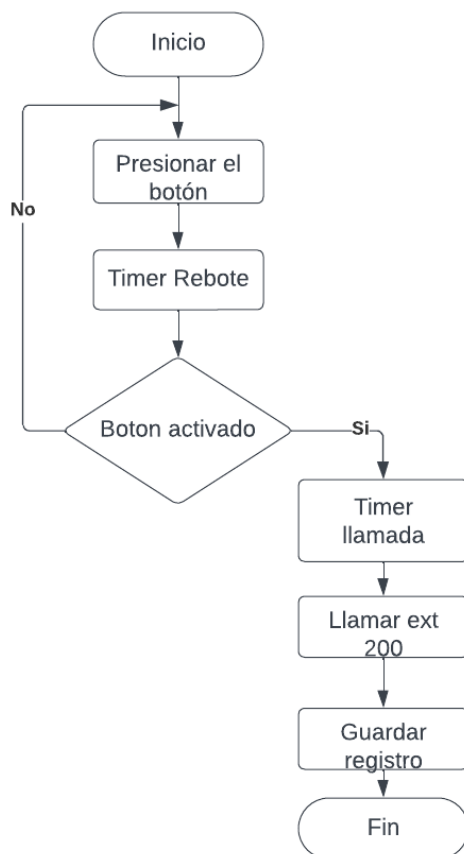 Inicio
Presionar el
botón
No
Timer Rebote
Boton activado
Si
Timer
llamada
Llamar ext
200
Guardar
registro
Fin